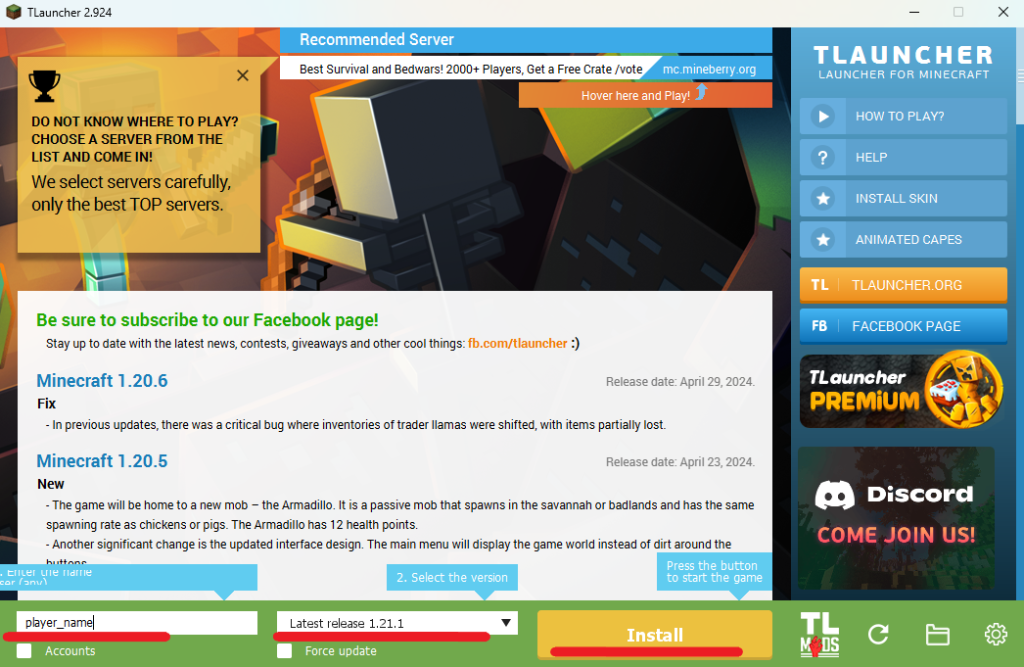 TLauncher 2.924
Recommended Server
Best Survival and Bedwars! 2000+ Players, Get a Free Crate /vote
mc.mineberry.org
Hover here and Play!
DO NOT KNOW WHERE TO PLAY?
CHOOSE A SERVER FROM THE
LIST AND COME IN!
We select servers carefully,
only the best TOP servers.
Be sure to subscribe to our Facebook page!
Stay up to date with the latest news, contests, giveaways and other cool things: fb.com/tlauncher :)
Minecraft 1.20.6
Release date: April 29, 2024.
Fix
- In previous updates, there was a critical bug where inventories of trader llamas were shifted, with items partially lost.
Minecraft 1.20.5
Release date: April 23, 2024.
New
- The game will be home to a new mob – the Armadillo. It is a passive mob that spawns in the savannah or badlands and has the same
spawning rate as chickens or pigs. The Armadillo has 12 health points.
- Another significant change is the updated interface design. The main menu will display the game world instead of dirt around the
buttons.
. Enter the name
ser (any)
2. Select the version
Press the button
to start the game
player_name
Latest release 1.21.1
Install
Accounts
Force update
TLAUNCHER
LAUNCHER FOR MINECRAFT
HOW TO PLAY?
? HELP
INSTALL SKIN
ANIMATED CAPES
TL TLAUNCHER.ORG
FB FACEBOOK PAGE
TLauncher
PREMIUM
Discord
COME JOIN US!
TL
MODS